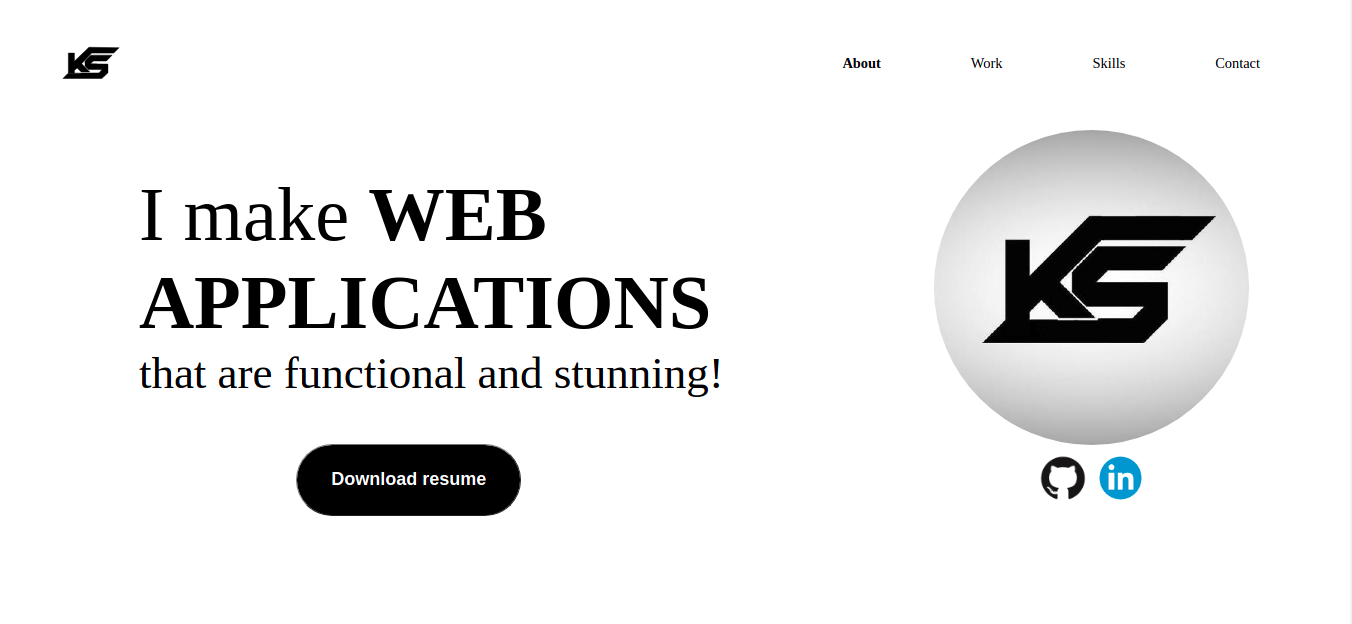 KS
About Work Skills Contact
I make WEB
APPLICATIONS
that are functional and stunning!
KS
Download resume
in